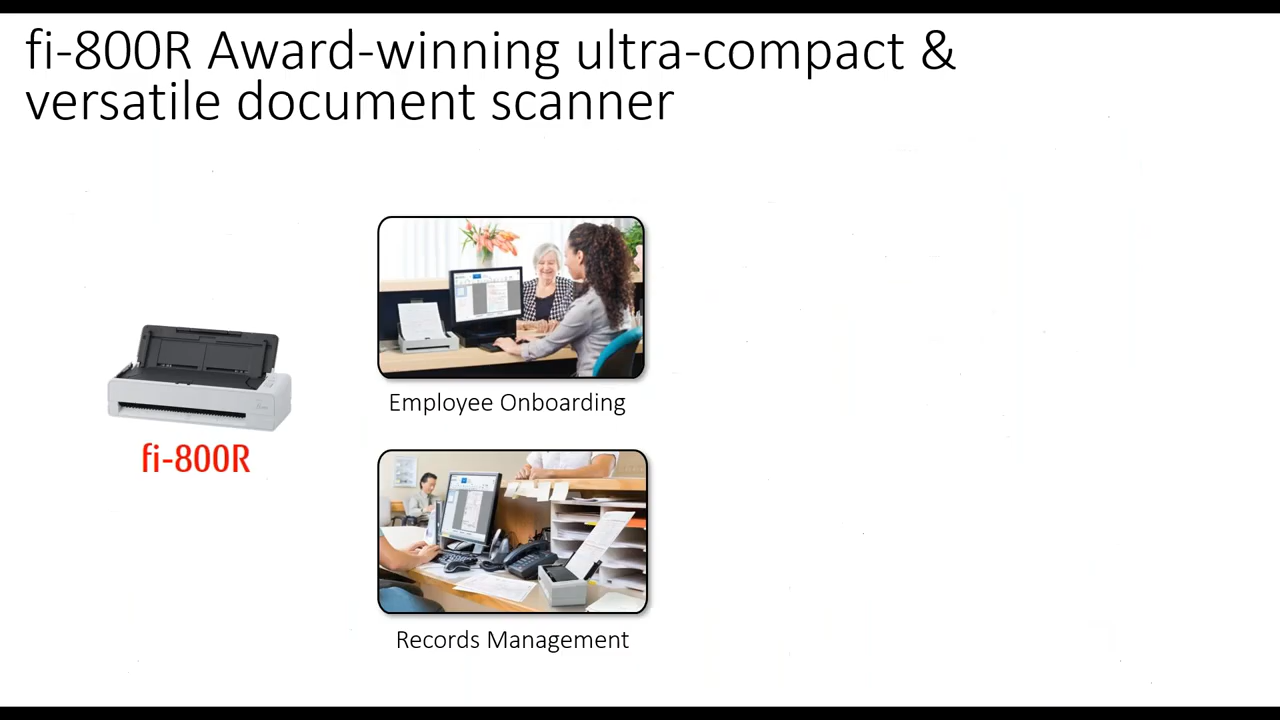 fi-800R Award-winning ultra-compact &
versatile document scanner
fi-800R
Employee Onboarding
Records Management